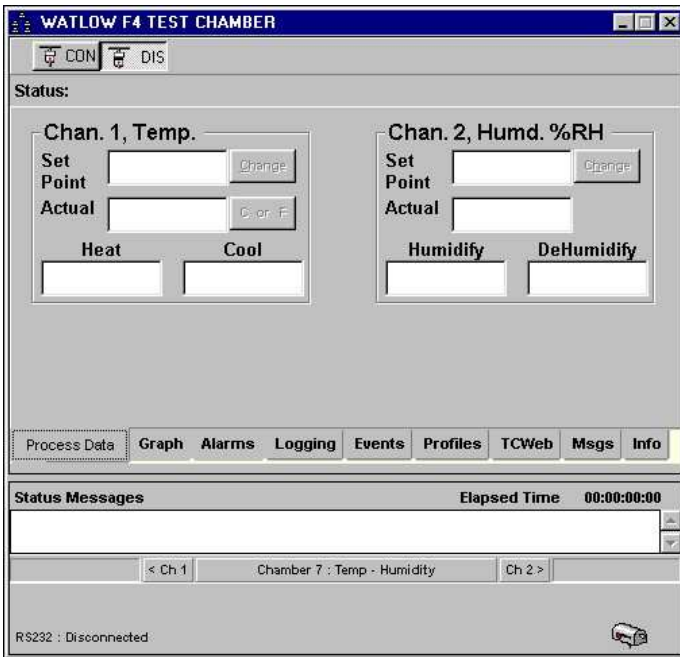 WATLOW F4 TEST CHAMBER
CON DIS
Status:
Chan. 1, Temp.
Set Point
Change
Actual
C or F
Heat Cool
Chan. 2, Humd. %RH
Set Point
Change
Actual
Humidify DeHumidify
Process Data Graph Alarms Logging Events Profiles TCWeb Msgs Info
Status Messages Elapsed Time 00:00:00:00
< Ch 1 Chamber 7 : Temp - Humidity Ch 2 >
RS232 : Disconnected